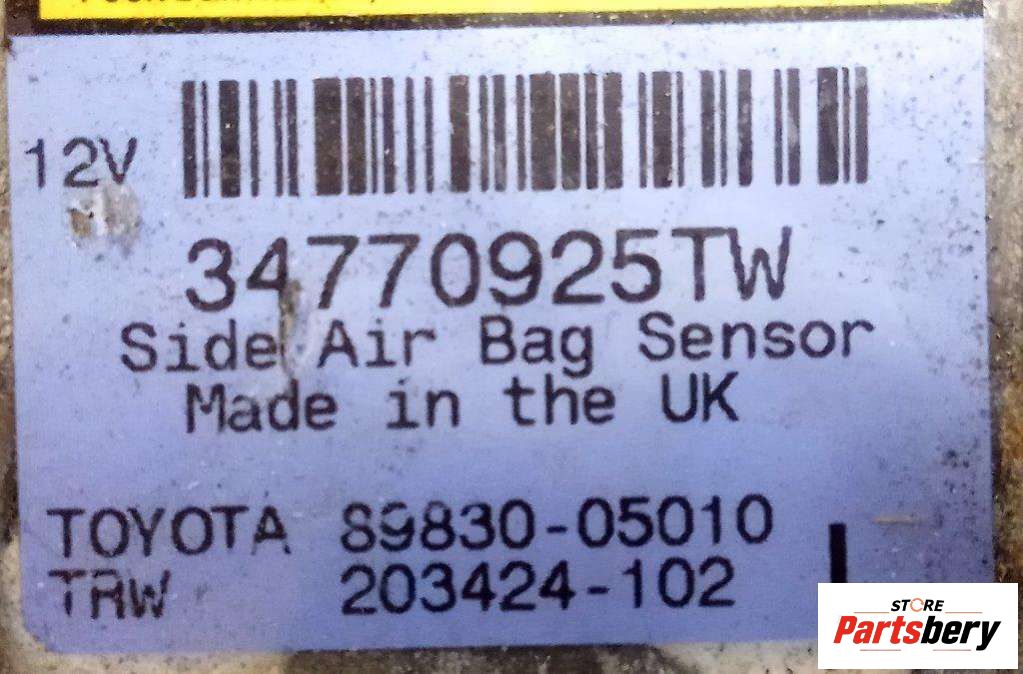 12V
34770925TW
Side Air Bag Sensor
Made in the UK
TOYOTA 89830-05010
TRW 203424-102
STORE
Partsbery